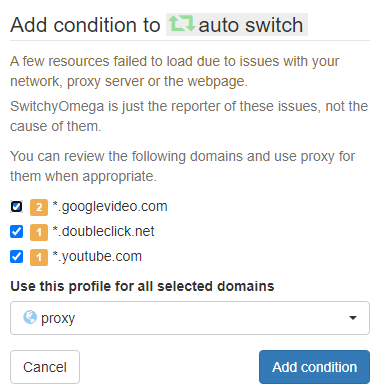 Add condition to auto switch
A few resources failed to load due to issues with your
network, proxy server or the webpage.
SwitchyOmega is just the reporter of these issues, not the
cause of them.
You can review the following domains and use proxy for
them when appropriate.
2 *.googlevideo.com
1 *.doubleclick.net
1 *.youtube.com
Use this profile for all selected domains
proxy
Cancel Add condition